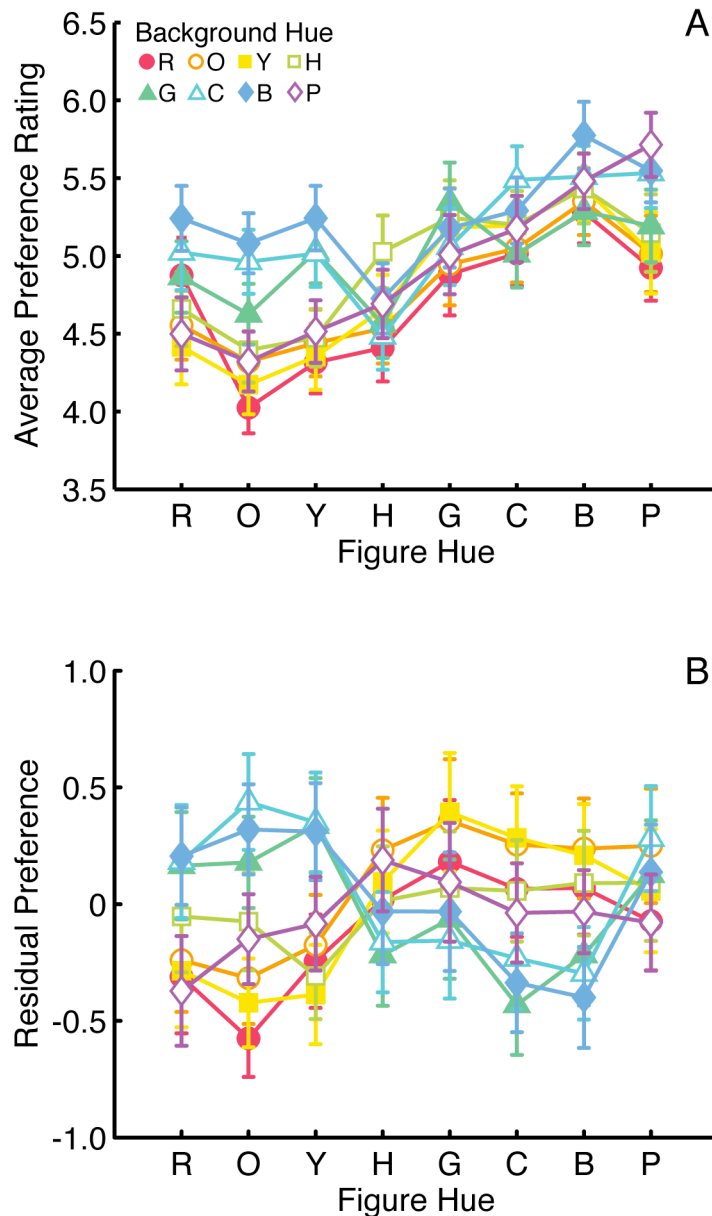 A
Background Hue
R O Y H
G C B P
6.5
6.0
5.5
5.0
4.5
4.0
3.5
Average Preference Rating
R O Y H G C B P
Figure Hue
B
1.0
0.5
0
-0.5
-1.0
Residual Preference
R O Y H G C B P
Figure Hue